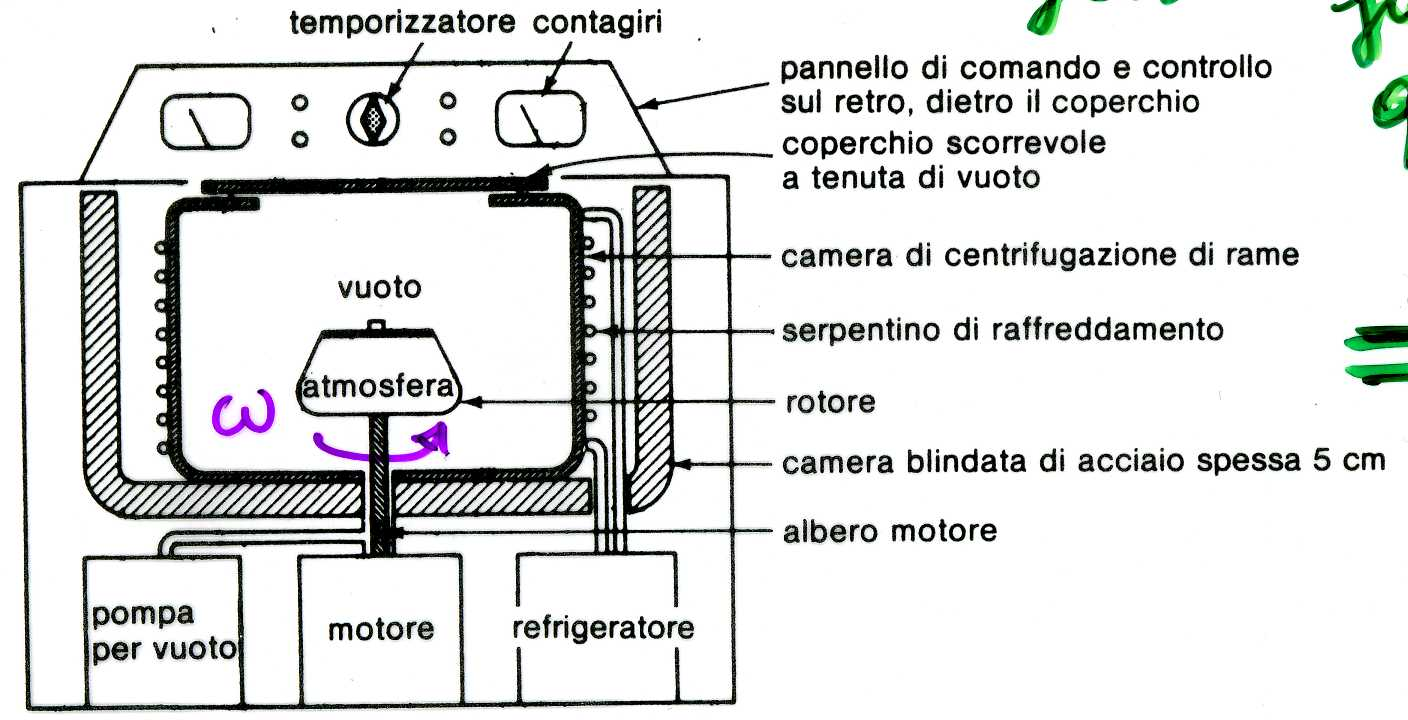 temporizzatore contagiri
pannello di comando e controllo
sul retro, dietro il coperchio
coperchio scorrevole
a tenuta di vuoto
camera di centrifugazione di rame
vuoto
serpentino di raffreddamento
atmosfera
rotore
ω
camera blindata di acciaio spessa 5 cm
albero motore
pompa
per vuoto
motore
refrigeratore